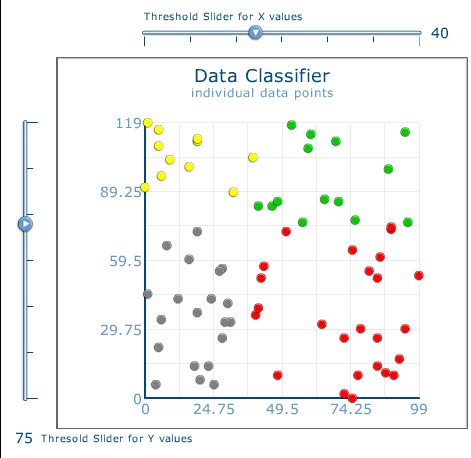 Threshold Slider for X values
40
Data Classifier
individual data points
119
89.25
59.5
29.75
0
0 24.75 49.5 74.25 99
75 Thresold Slider for Y values